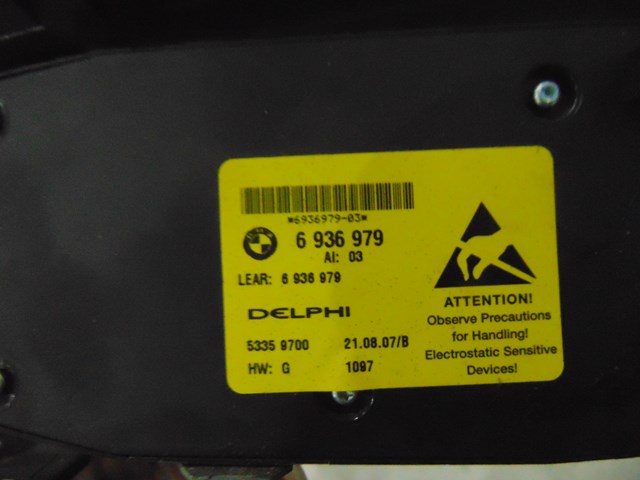 *6936979-03*
6 936 979
AI: 03
LEAR: 6 936 979
DELPHI
5335 9700 21.08.07/B
HW: G 1097
ATTENTION!
Observe Precautions
for Handling!
Electrostatic Sensitive
Devices!